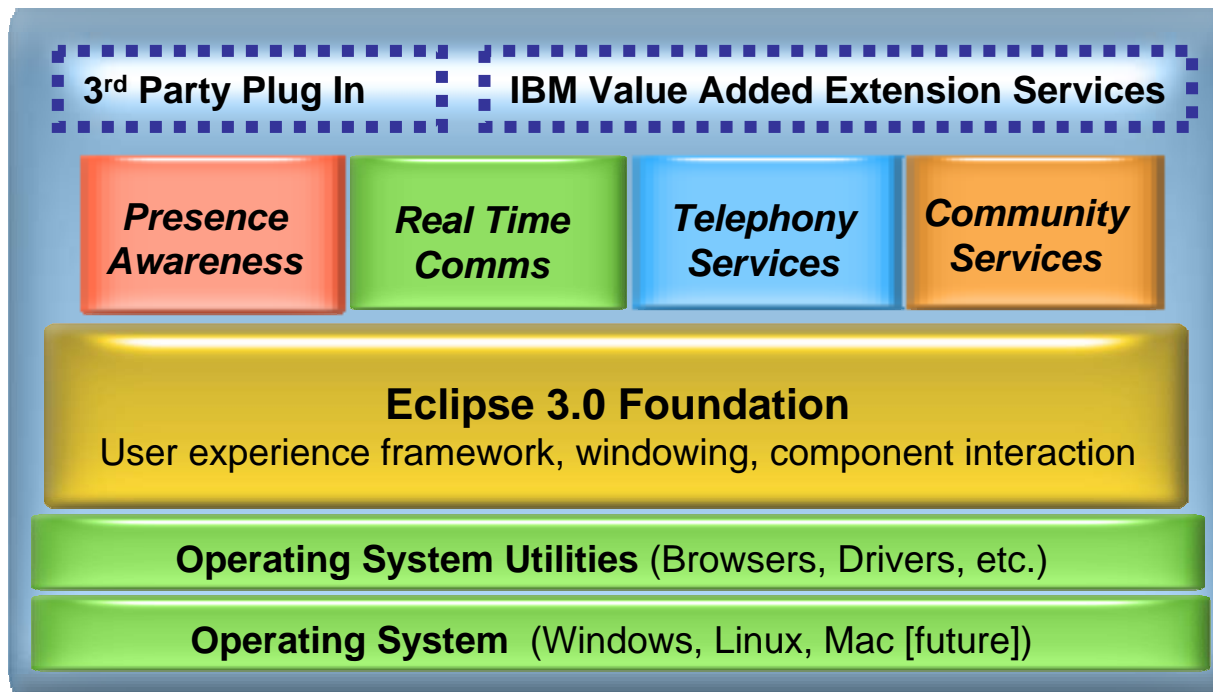 3rd Party Plug In
IBM Value Added Extension Services
Presence
Awareness
Real Time
Comms
Telephony
Services
Community
Services
Eclipse 3.0 Foundation
User experience framework, windowing, component interaction
Operating System Utilities (Browsers, Drivers, etc.)
Operating System (Windows, Linux, Mac [future])